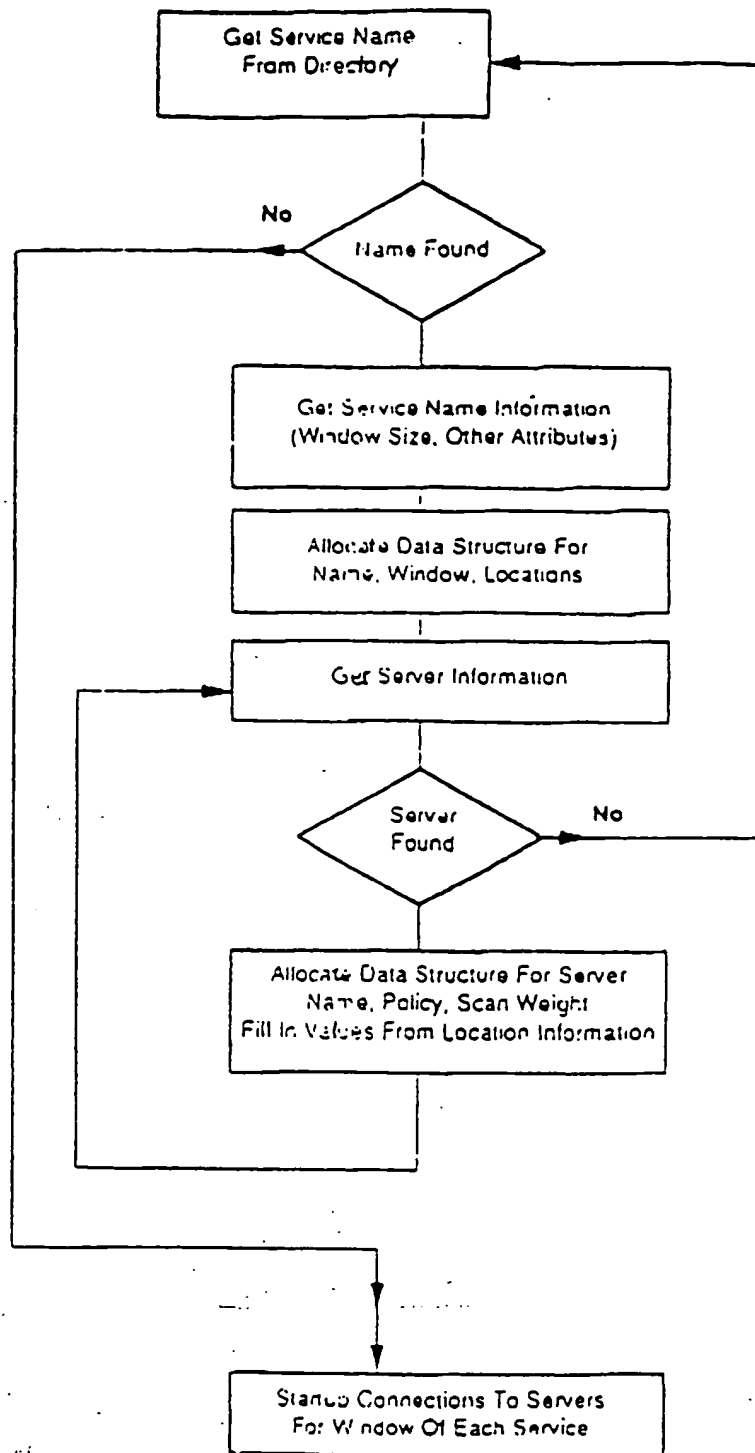 Get Service Name
From Directory
No
Name Found
Get Service Name Information
(Window Size, Other Attributes)
Allocate Data Structure For
Name, Window, Locations
Get Server Information
Server
Found
No
Allocate Data Structure For Server
Name, Policy, Scan Weight
Fill In Values From Location Information
Startup Connections To Servers
For Window Of Each Service